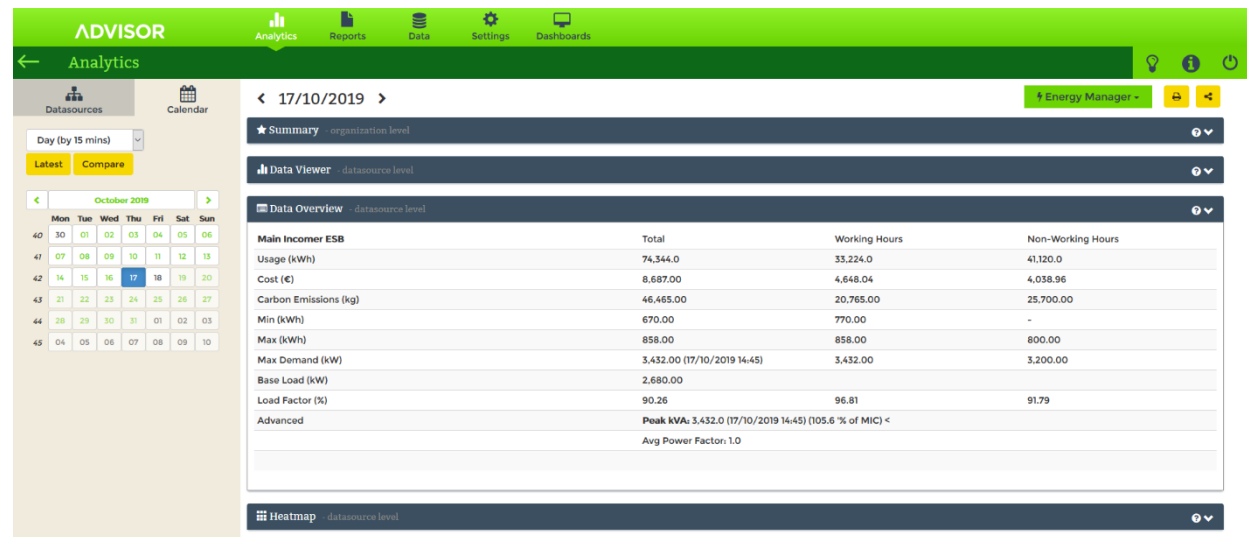 ADVISOR
Analytics Reports Data Settings Dashboards
Analytics
Datasources Calendar
Day (by 15 mins)
Latest Compare
October 2019
Mon Tue Wed Thu Fri Sat Sun
40 30 01 02 03 04 05 06
41 07 08 09 10 11 12 13
42 14 15 16 17 18 19 20
43 21 22 23 24 25 26 27
44 28 29 30 31 01 02 03
45 04 05 06 07 08 09 10
17/10/2019
Energy Manager
Summary - organization level
Data Viewer - datasource level
Data Overview - datasource level
Main Incomer ESB Total Working Hours Non-Working Hours
Usage (kWh) 74,344.0 33,224.0 41,120.0
Cost (€) 8,687.00 4,648.04 4,038.96
Carbon Emissions (kg) 46,465.00 20,765.00 25,700.00
Min (kWh) 670.00 770.00 -
Max (kWh) 858.00 858.00 800.00
Max Demand (kW) 3,432.00 (17/10/2019 14:45) 3,432.00 3,200.00
Base Load (kW) 2,680.00
Load Factor (%) 90.26 96.81 91.79
Advanced Peak kVA: 3,432.0 (17/10/2019 14:45) (105.6 '% of MIC) <
Avg Power Factor: 1.0
Heatmap - datasource level